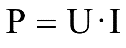 P = U·I